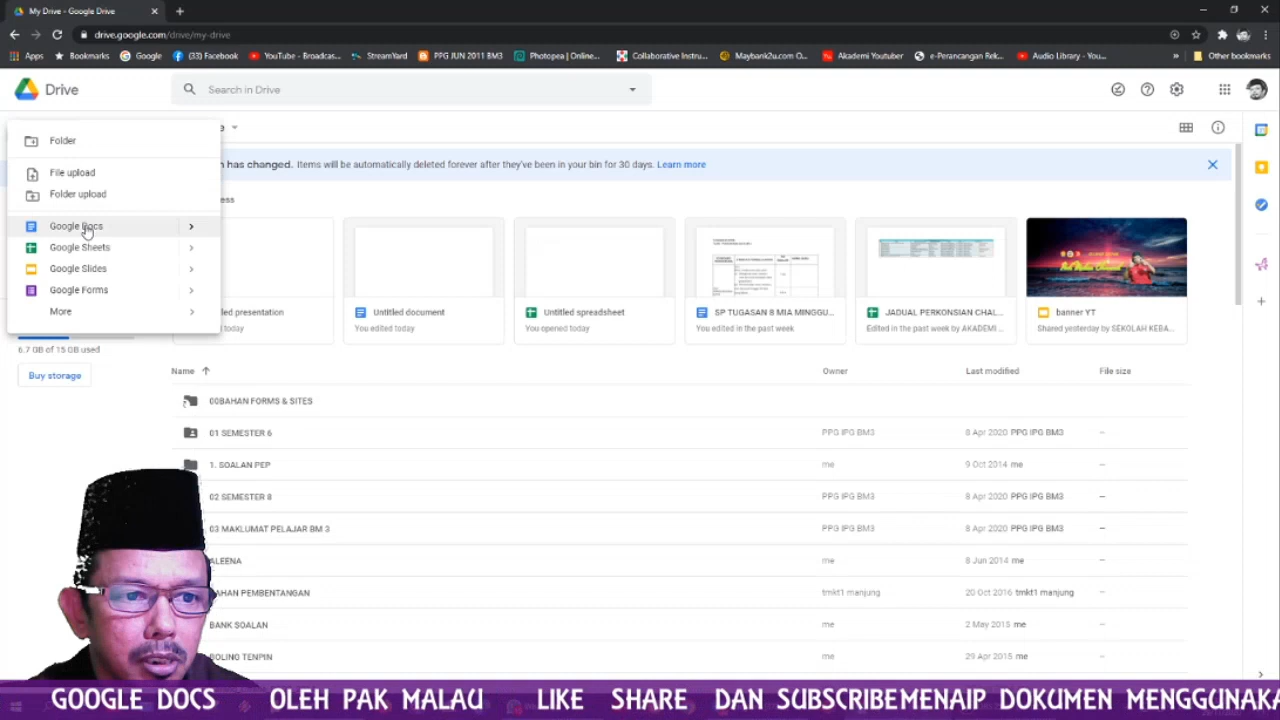 My Drive - Google Drive
drive.google.com/drive/my-drive
Apps Bookmarks Google (33) Facebook YouTube - Broadcas... StreamYard PPG JUN 2011 BM3 Photopea | Online... Collaborative Instru... Maybank2u.com O... Akademi Youtuber e-Perancangan Rek... Audio Library - You... » Other bookmarks
Drive
Search in Drive
Folder
File upload
Folder upload
Google Docs
Google Sheets
Google Slides
Google Forms
More
has changed. Items will be automatically deleted forever after they've been in your bin for 30 days. Learn more
Untitled document
You edited today
Untitled spreadsheet
You opened today
SP TUGASAN 8 MIA MINGGU...
You edited in the past week
JADUAL PERKONSIAN CHAL...
Edited in the past week by AKADEMI ...
banner YT
Shared yesterday by SEKOLAH KEBA...
presentation
today
6.7 GB of 15 GB used
Buy storage
Name Owner Last modified File size
00BAHAN FORMS & SITES
01 SEMESTER 6 PPG IPG BM3 8 Apr 2020 PPG IPG BM3 –
1. SOALAN PEP me 9 Oct 2014 me –
02 SEMESTER 8 PPG IPG BM3 8 Apr 2020 PPG IPG BM3 –
03 MAKLUMAT PELAJAR BM 3 PPG IPG BM3 8 Apr 2020 PPG IPG BM3 –
ALEENA me 8 Jun 2014 me –
AHAN PEMBENTANGAN tmkt1 manjung 20 Oct 2016 tmkt1 manjung –
BANK SOALAN me 2 May 2015 me –
BOLING TENPIN me 29 Apr 2015 me –
GOOGLE DOCS OLEH PAK MALAU LIKE SHARE DAN SUBSCRIBE MENAIP DOKUMEN MENGGUNAKA